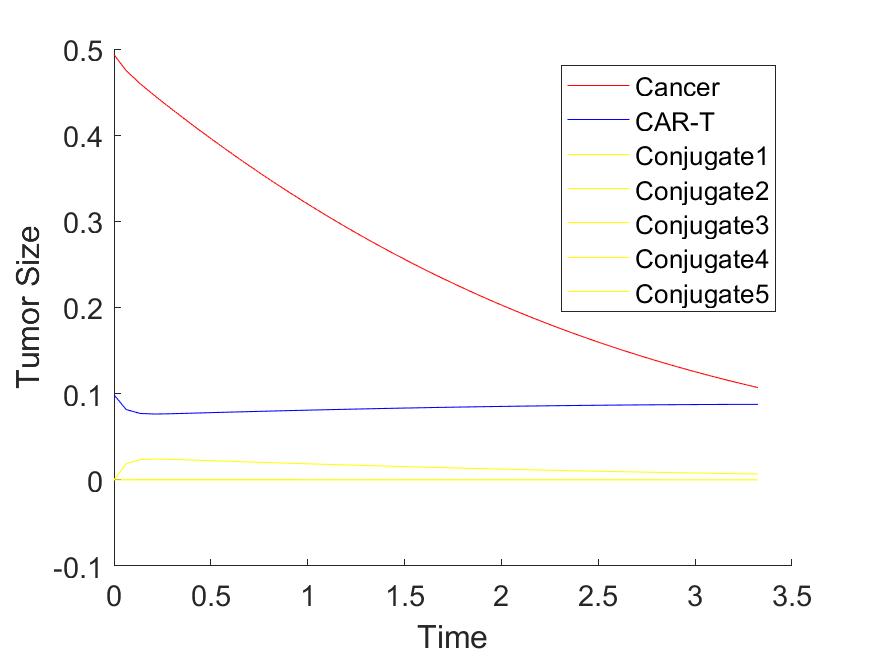 0.5
0.4
0.3
0.2
0.1
0
-0.1
Tumor Size
Cancer
CAR-T
Conjugate1
Conjugate2
Conjugate3
Conjugate4
Conjugate5
0 0.5 1 1.5 2 2.5 3 3.5
Time